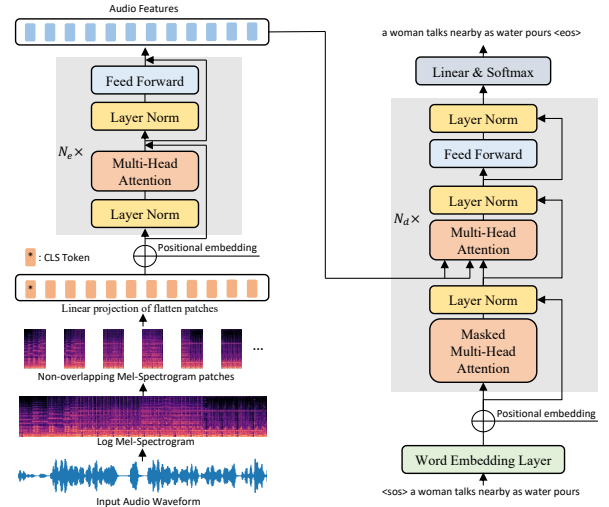 Audio Features
Feed Forward
Layer Norm
N_e ×
Multi-Head
Attention
Layer Norm
Positional embedding
* : CLS Token
*
Linear projection of flatten patches
...
Non-overlapping Mel-Spectrogram patches
Log Mel-Spectrogram
Input Audio Waveform
a woman talks nearby as water pours <eos>
Linear & Softmax
Layer Norm
Feed Forward
Layer Norm
N_d ×
Multi-Head
Attention
Layer Norm
Masked
Multi-Head
Attention
Positional embedding
Word Embedding Layer
<sos> a woman talks nearby as water pours